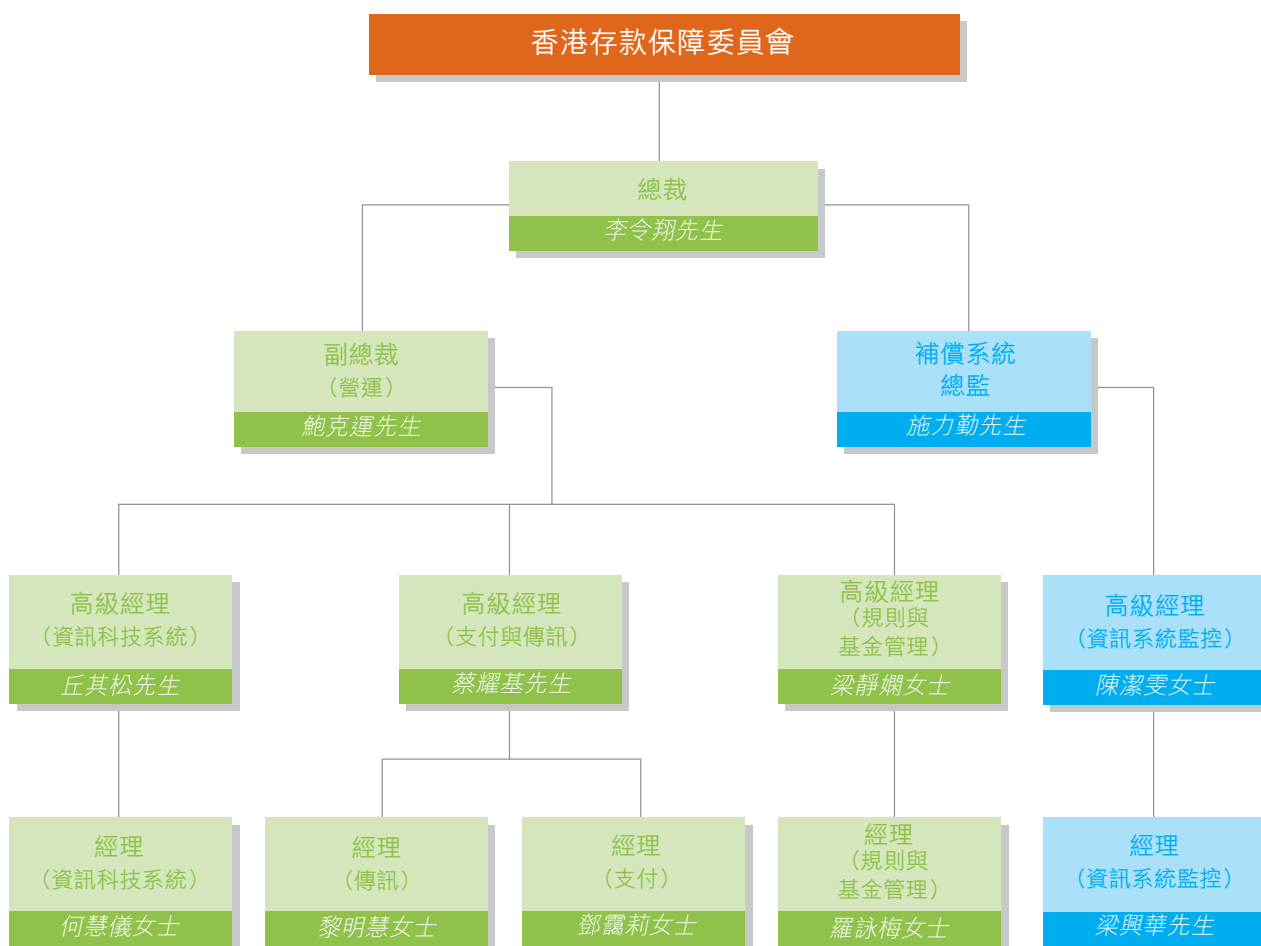 香港存款保障委員會
總裁
李令翔先生
副總裁
（營運）
鮑克運先生
補償系統
總監
施力勤先生
高級經理
（資訊科技系統）
丘其松先生
高級經理
（支付與傳訊）
蔡耀基先生
高級經理
（規則與
基金管理）
梁靜嫻女士
高級經理
（資訊系統監控）
陳潔雯女士
經理
（資訊科技系統）
何慧儀女士
經理
（傳訊）
黎明慧女士
經理
（支付）
鄧靄莉女士
經理
（規則與
基金管理）
羅詠梅女士
經理
（資訊系統監控）
梁興華先生